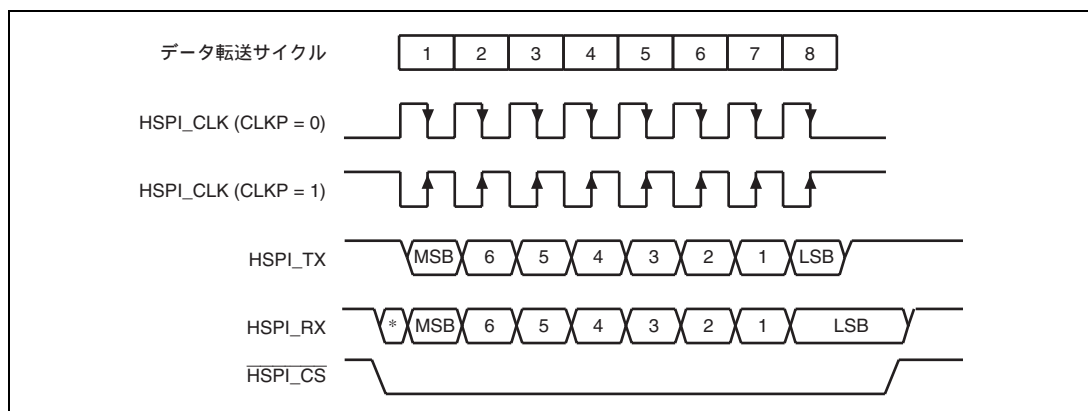 データ転送サイクル 1 2 3 4 5 6 7 8
HSPI_CLK (CLKP = 0)
HSPI_CLK (CLKP = 1)
HSPI_TX MSB 6 5 4 3 2 1 LSB
HSPI_RX * MSB 6 5 4 3 2 1 LSB
HSPI_CS